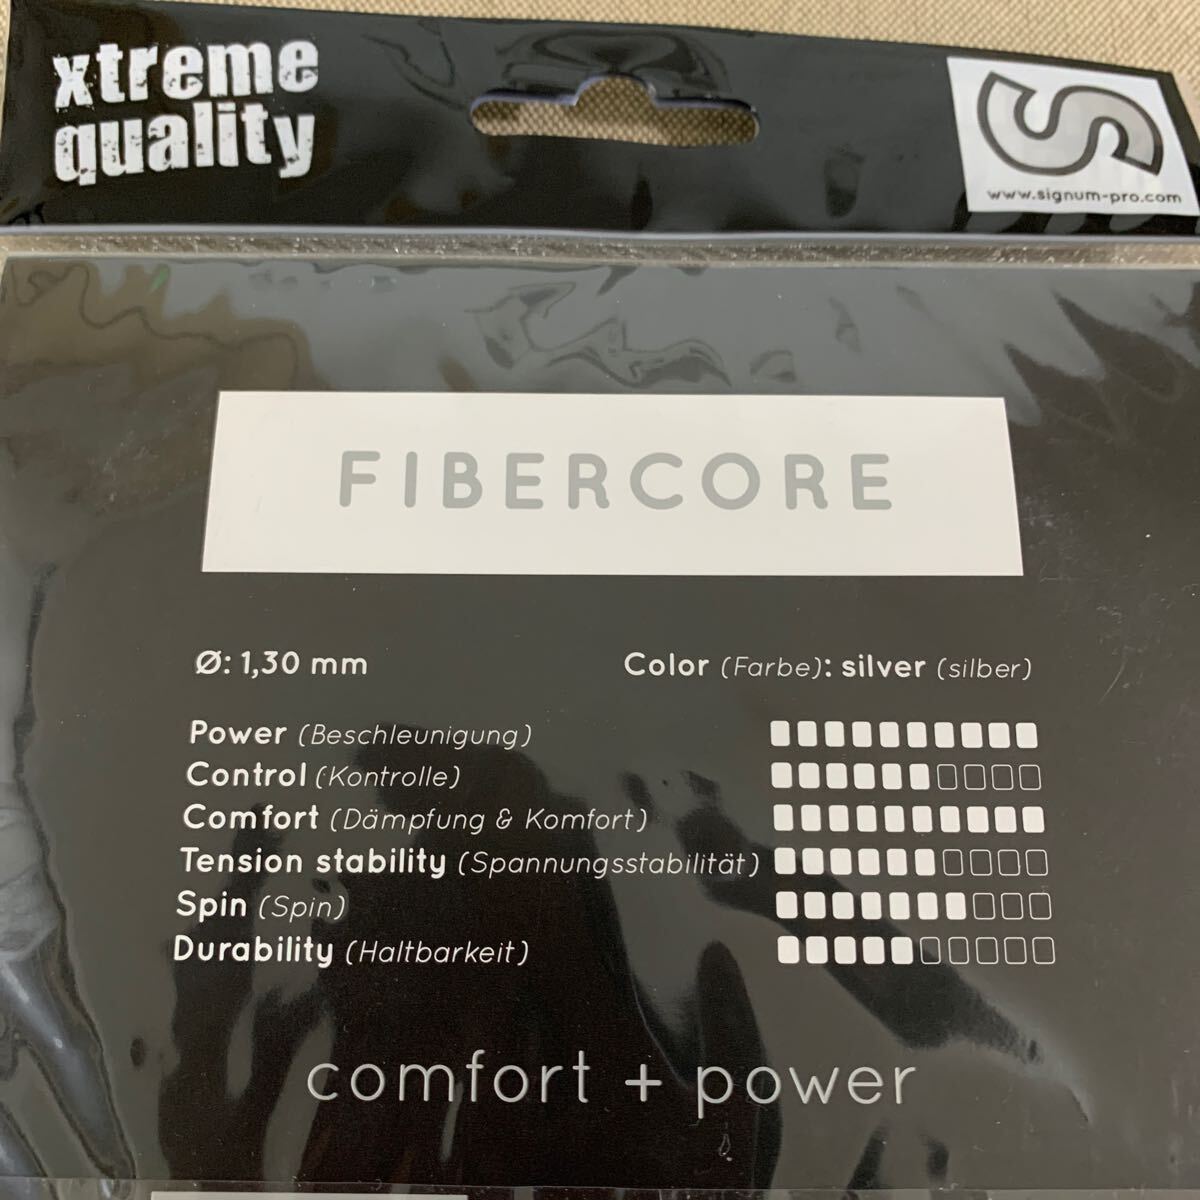 xtreme
quality
www.signum-pro.com
FIBERCORE
Ø: 1,30 mm
Color (Farbe): silver (silber)
Power (Beschleunigung)
Control (Kontrolle)
Comfort (Dämpfung & Komfort)
Tension stability (Spannungsstabilität)
Spin (Spin)
Durability (Haltbarkeit)
comfort + power